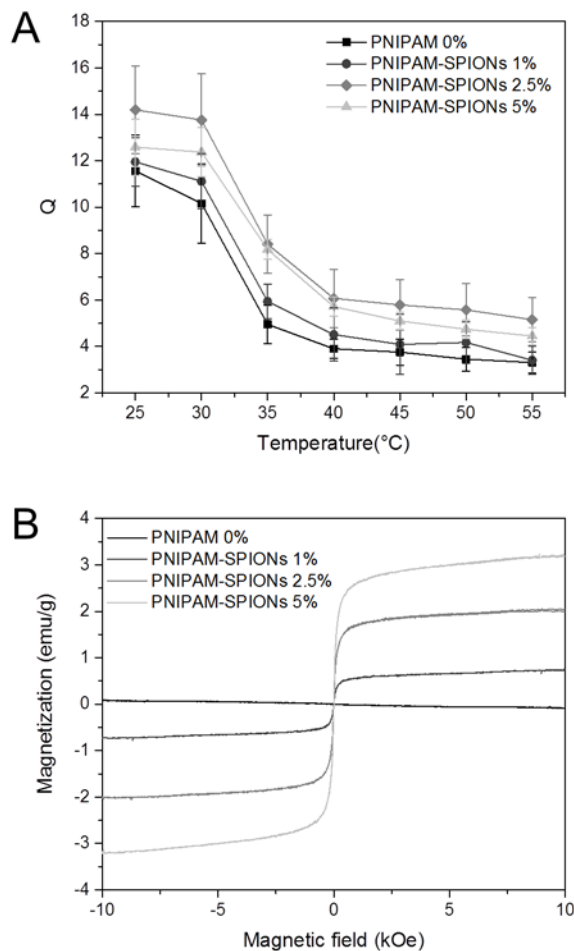 A
PNIPAM 0%
PNIPAM-SPIONs 1%
PNIPAM-SPIONs 2.5%
PNIPAM-SPIONs 5%
18
16
14
12
10
8
6
4
2
Q
25 30 35 40 45 50 55
Temperature(°C)
B
PNIPAM 0%
PNIPAM-SPIONs 1%
PNIPAM-SPIONs 2.5%
PNIPAM-SPIONs 5%
4
3
2
1
0
-1
-2
-3
-4
Magnetization (emu/g)
-10 -5 0 5 10
Magnetic field (kOe)